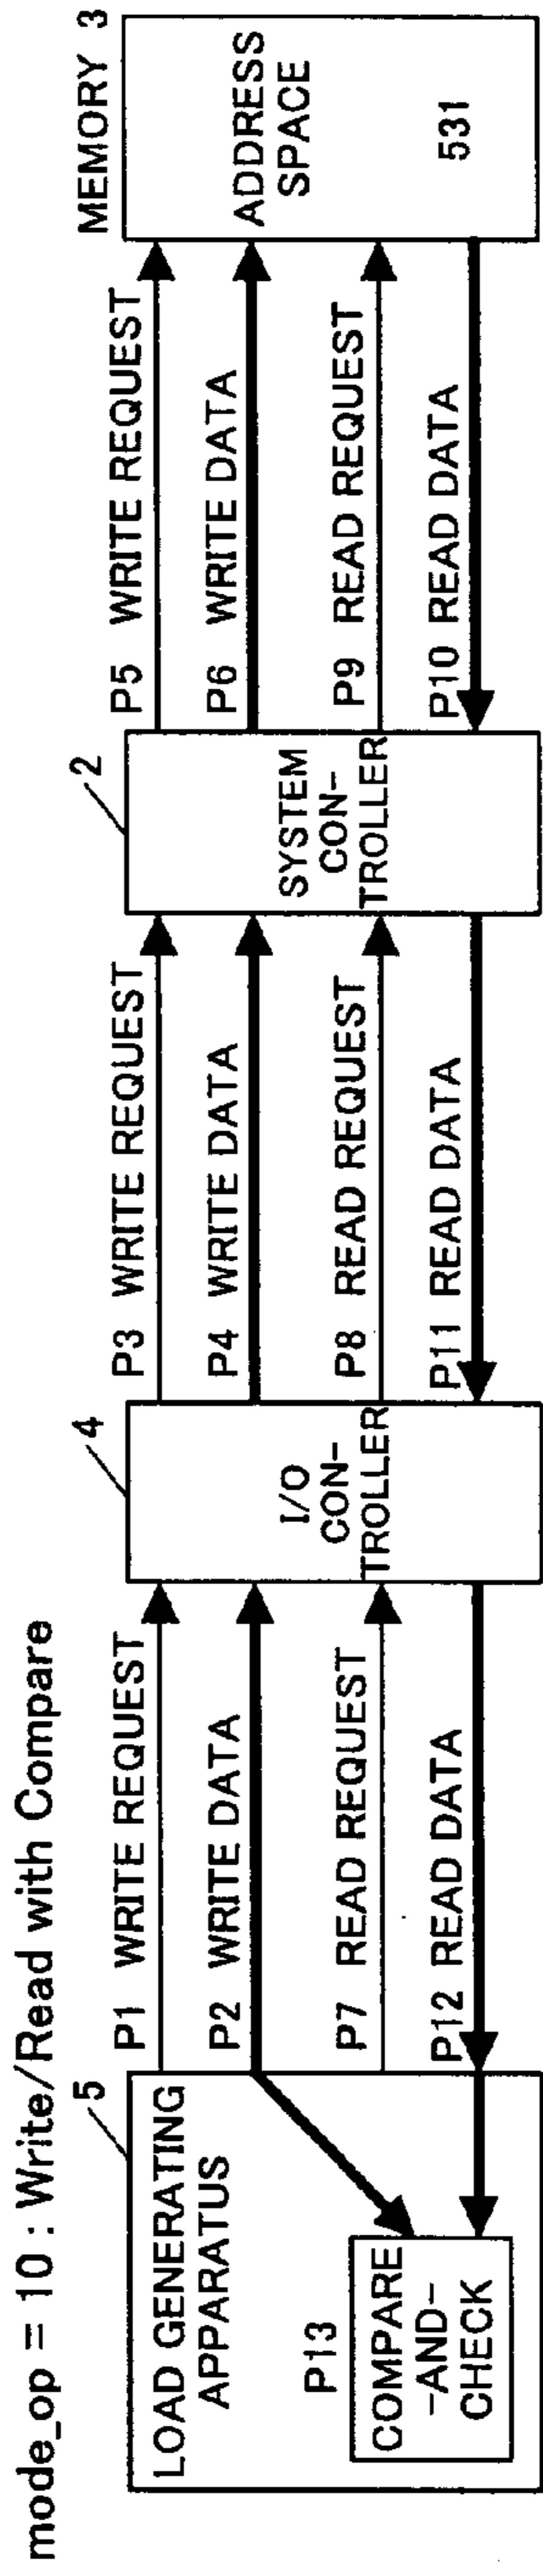 mode_op = 10 : Write/Read with Compare
5
LOAD GENERATING
APPARATUS
P13
COMPARE
-AND-
CHECK
P1 WRITE REQUEST
P2 WRITE DATA
P7 READ REQUEST
P12 READ DATA
4
I/O
CON-
TROLLER
P3 WRITE REQUEST
P4 WRITE DATA
P8 READ REQUEST
P11 READ DATA
2
SYSTEM
CON-
TROLLER
P5 WRITE REQUEST
P6 WRITE DATA
P9 READ REQUEST
P10 READ DATA
MEMORY 3
ADDRESS
SPACE
531